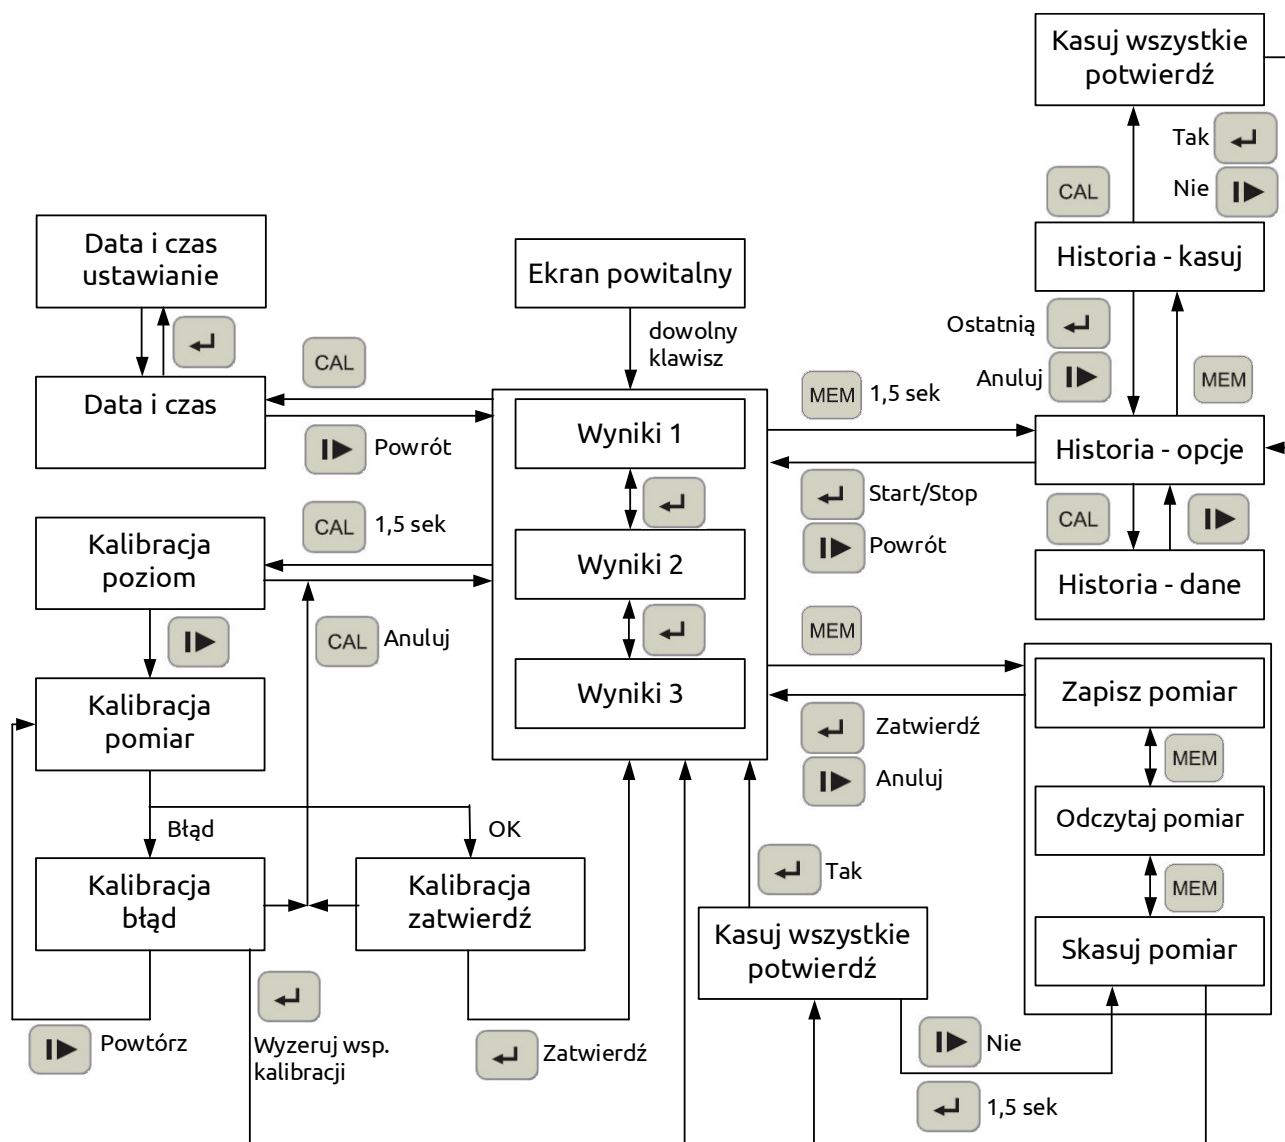 Kasuj wszystkie
potwierdź
Tak
Nie
CAL
Historia - kasuj
Ostatnią
Anuluj
MEM
Historia - opcje
CAL
Historia - dane
Data i czas
ustawianie
Data i czas
CAL
Powrót
Ekran powitalny
dowolny
klawisz
Wyniki 1
Wyniki 2
Wyniki 3
MEM 1,5 sek
Start/Stop
Powrót
CAL 1,5 sek
Kalibracja
poziom
CAL Anuluj
Kalibracja
pomiar
Błąd
OK
Kalibracja
błąd
Kalibracja
zatwierdź
Powtórz
Wyzeruj wsp.
kalibracji
Zatwierdź
MEM
Zatwierdź
Anuluj
Zapisz pomiar
MEM
Odczytaj pomiar
MEM
Skasuj pomiar
Tak
Kasuj wszystkie
potwierdź
Nie
1,5 sek